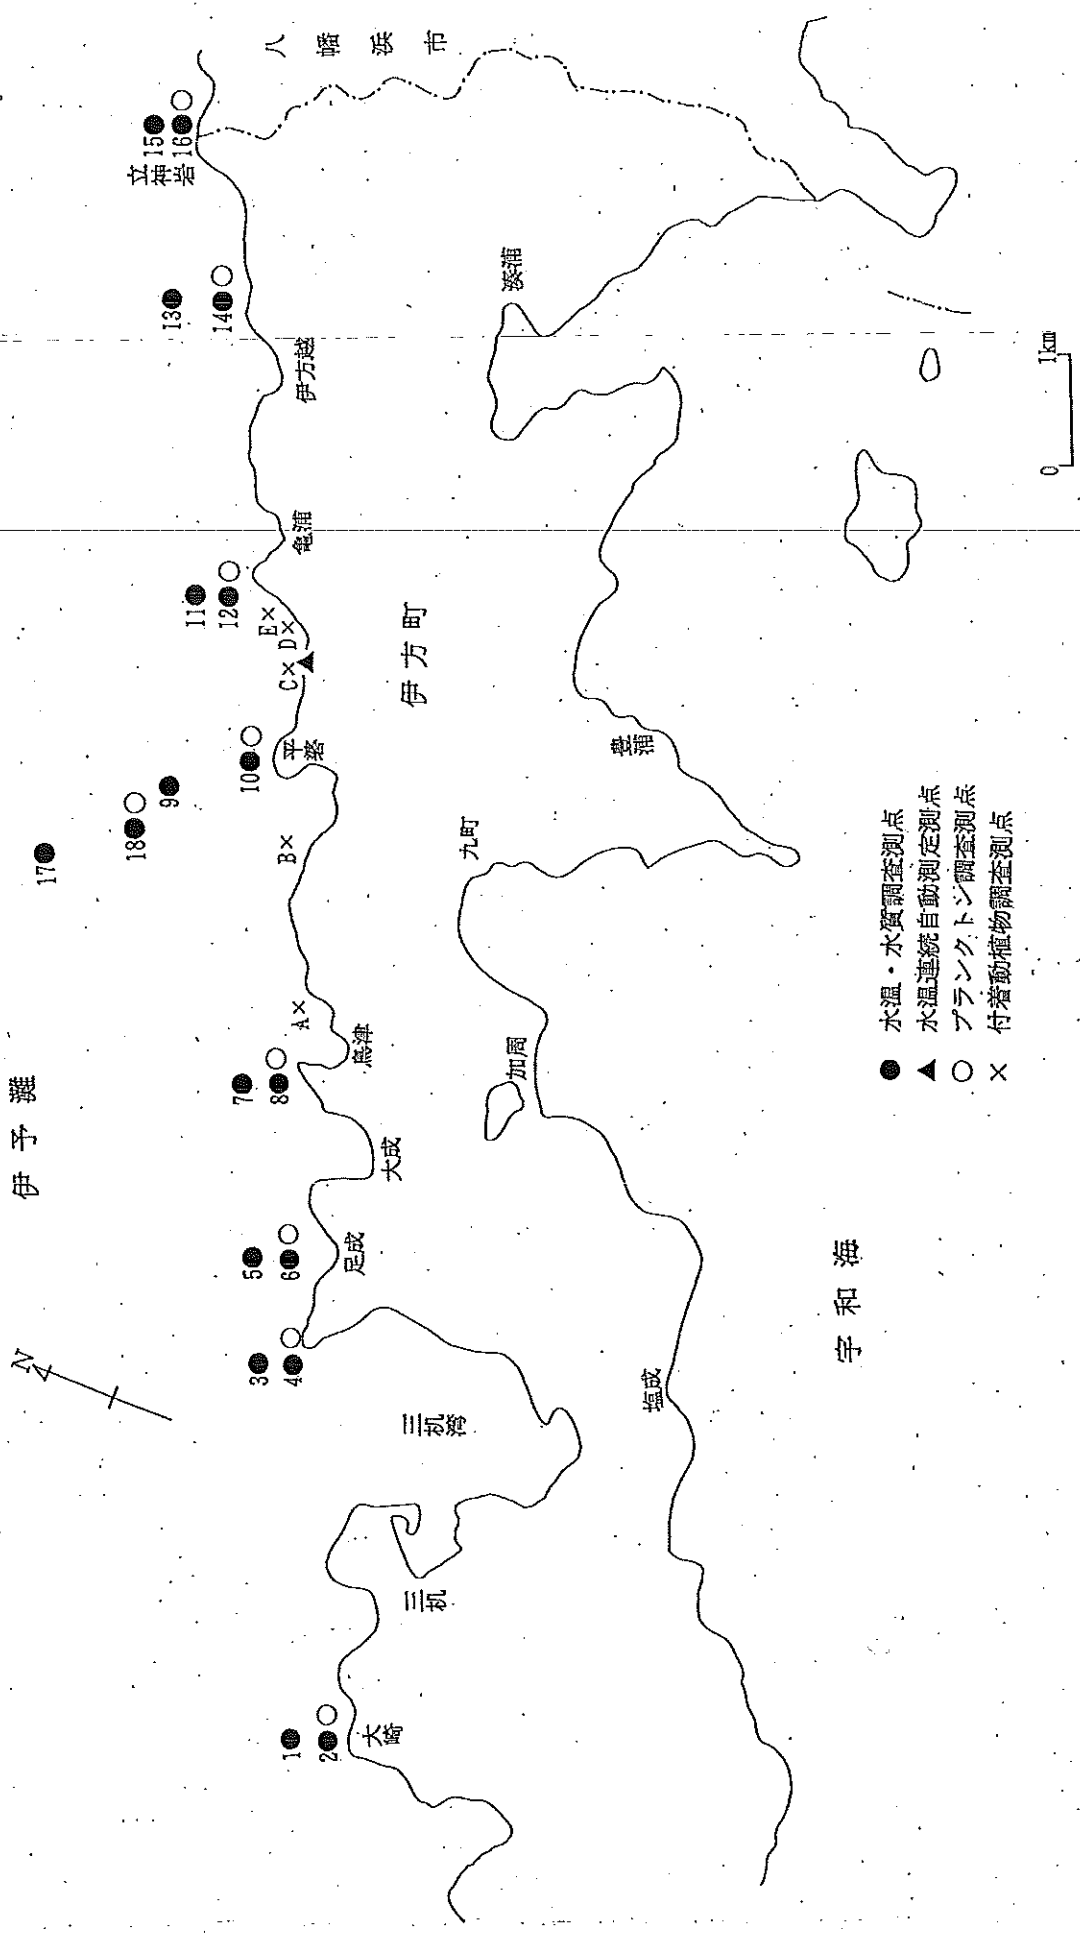 伊予灘
N
17
18
9
1
2
大崎
三机
三机湾
3
4
5
6
足成
大成
7
8
鳥津
A×
B×
10
平礬
C×
D×
E×
11
12
亀浦
伊方越
13
14
立神岩
15
16
八幡浜市
伊方町
湊浦
豊浦
九町
加周
塩成
宇和海
● 水温・水質調査測点
▲ 水温連続自動測定測点
○ プランクトン調査測点
× 付着動植物調査測点
0 1km